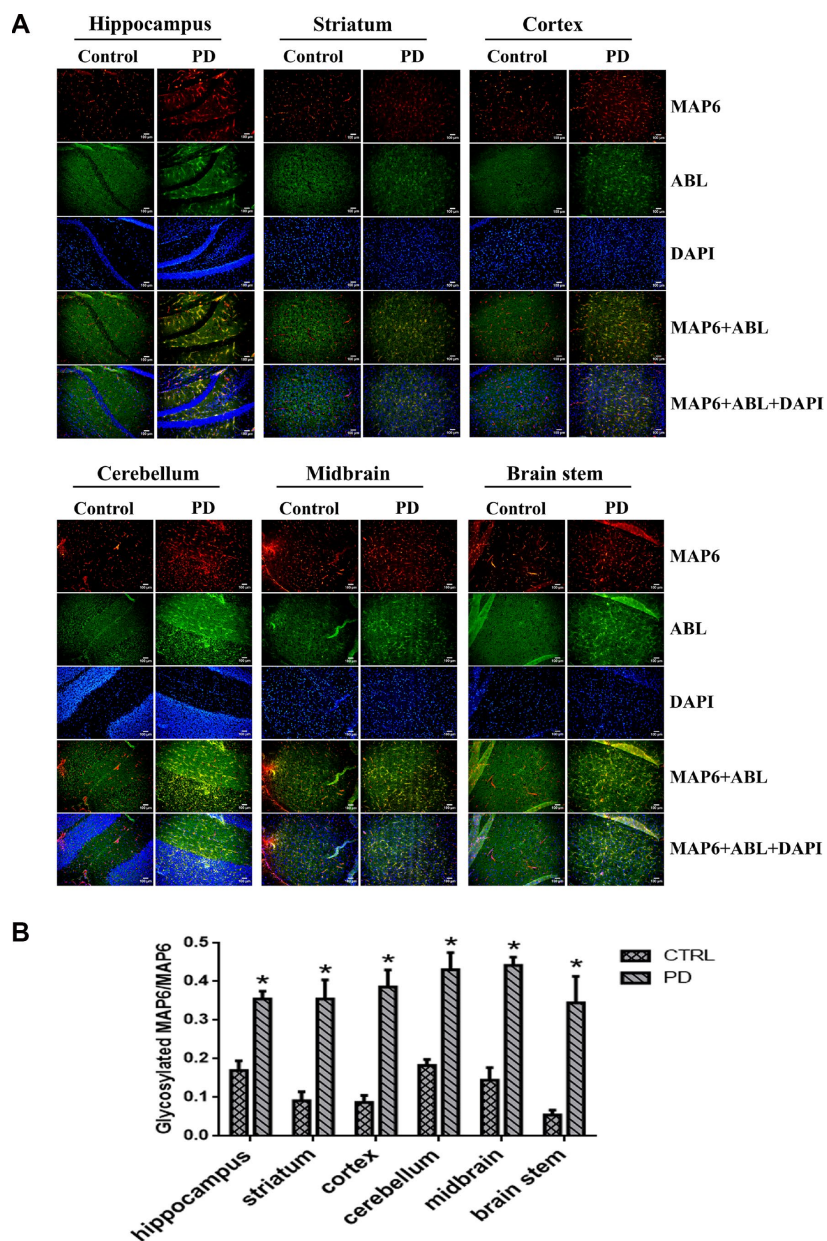 A
Hippocampus Striatum Cortex
Control PD Control PD Control PD
MAP6
ABL
DAPI
MAP6+ABL
MAP6+ABL+DAPI
Cerebellum Midbrain Brain stem
Control PD Control PD Control PD
MAP6
ABL
DAPI
MAP6+ABL
MAP6+ABL+DAPI
B
Glycosylated MAP6/MAP6
0.5
0.4
0.3
0.2
0.1
0.0
* * * * * *
CTRL
PD
hippocampus
striatum
cortex
cerebellum
midbrain
brain stem